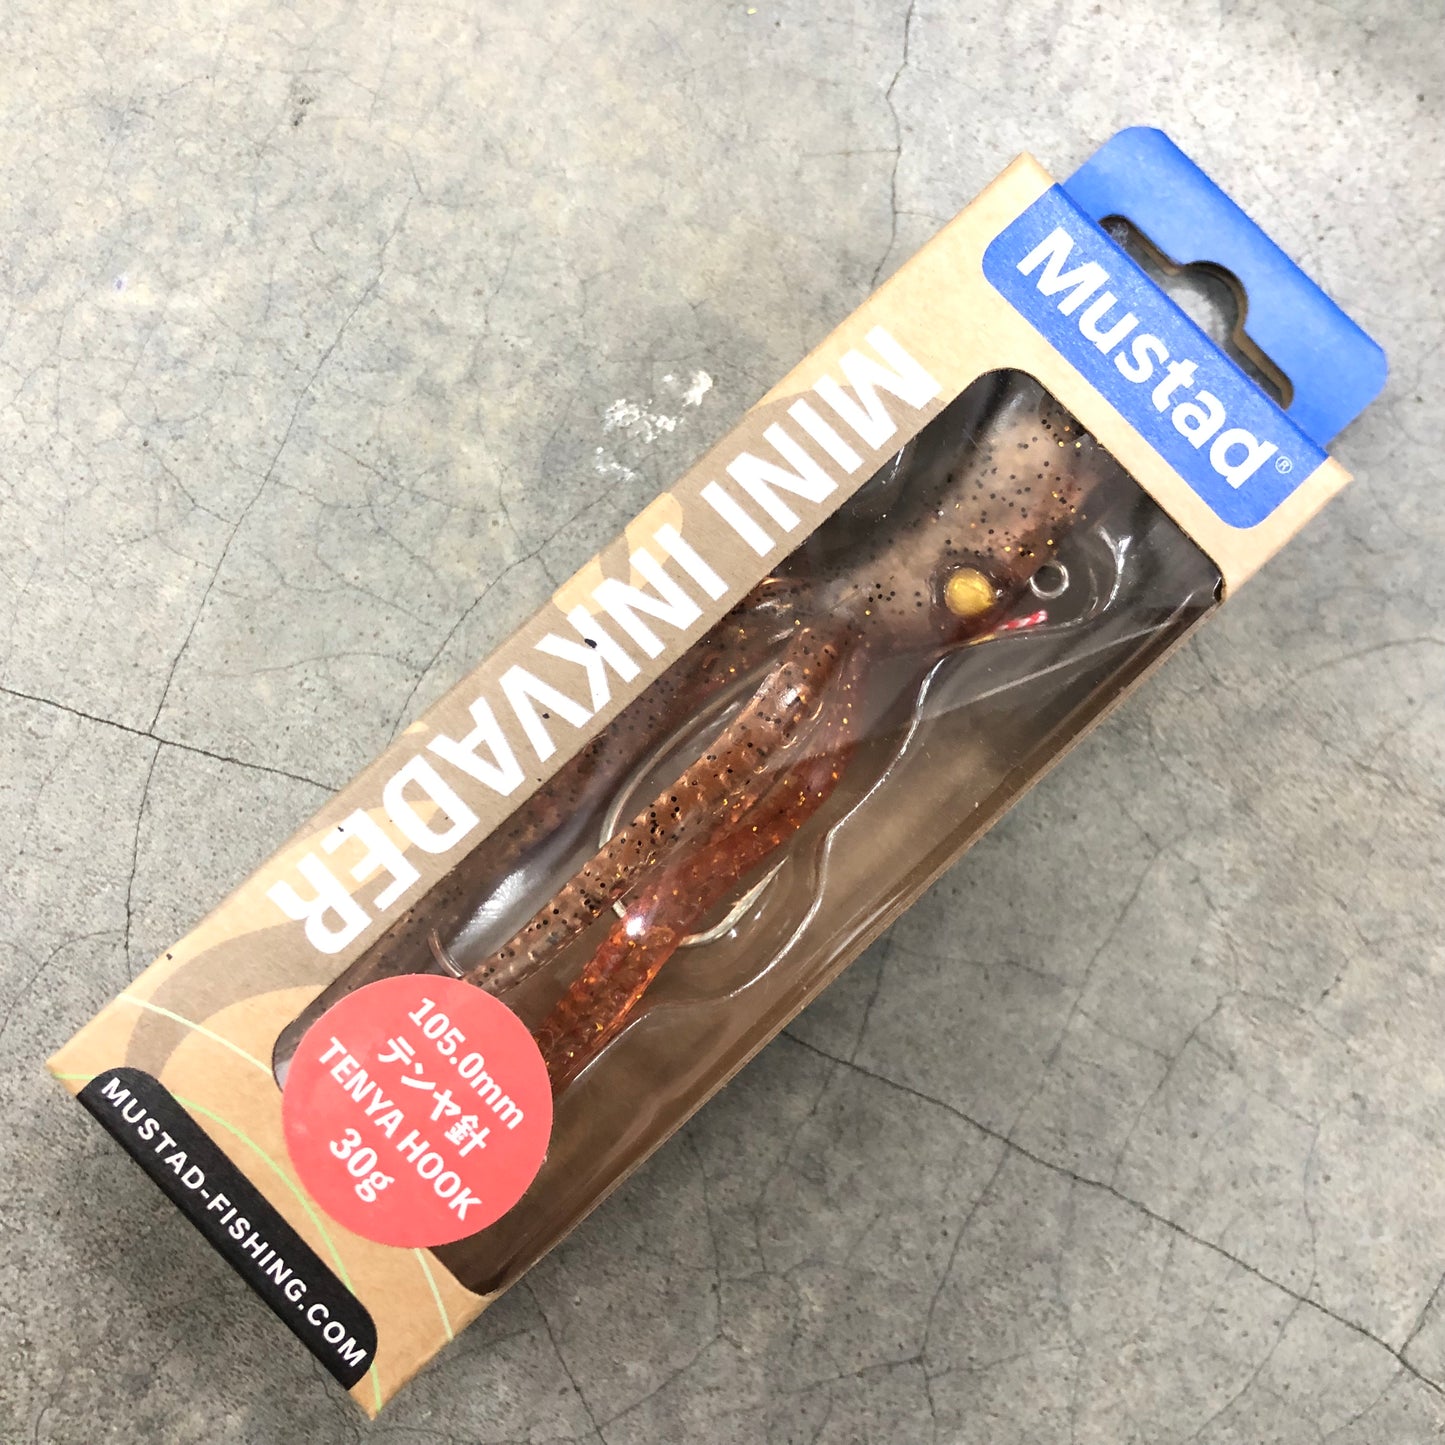 Mustad®
MINI INKVADER
105.0mm
テンヤ針
TENYA HOOK
30g
MUSTAD-FISHING.COM